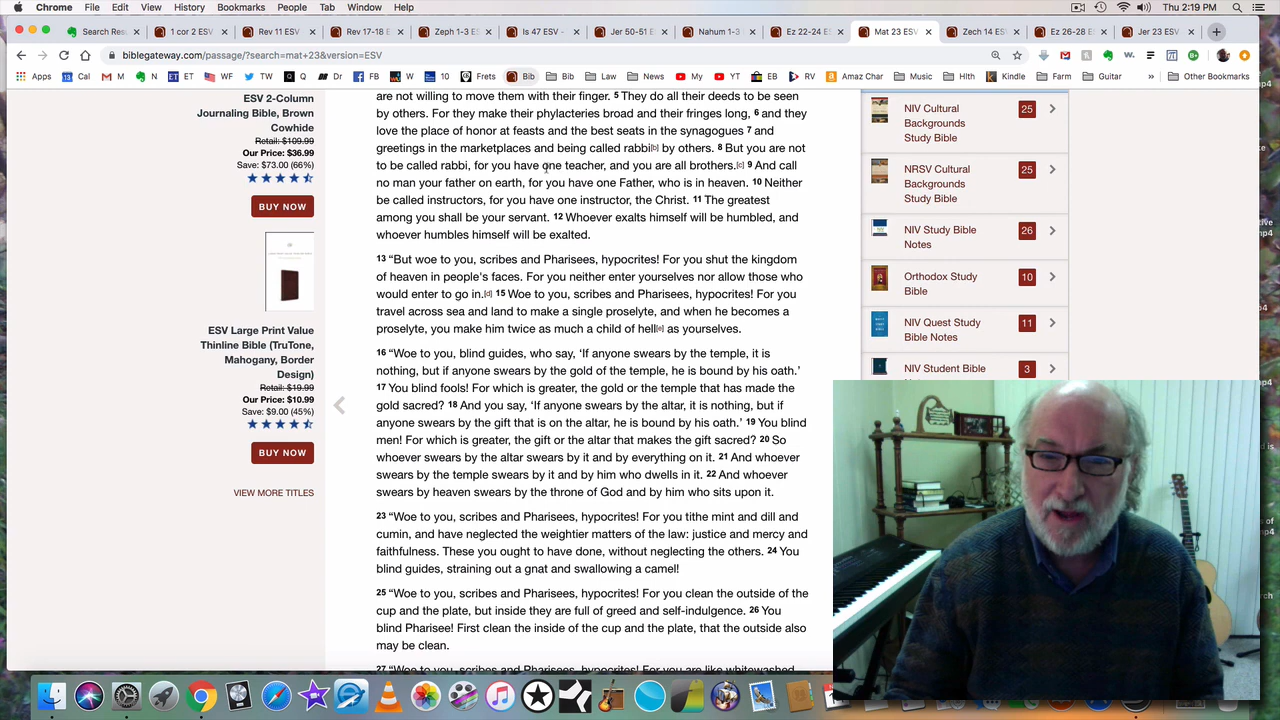 Chrome File Edit View History Bookmarks People Tab Window Help Thu 2:19 PM
Search Res 1 cor 2 ESV Rev 11 ESV Rev 17-18 E Zeph 1-3 ES Is 47 ESV - Jer 50-51 E Nahum 1-3 Ez 22-24 ES Mat 23 ESV Zech 14 ESV Ez 26-28 ES Jer 23 ESV
biblegateway.com/passage/?search=mat+23&version=ESV
Apps Cal M N ET WF TW Q Dr FB W 10 Frets Bib Bib Law News My YT EB RV Amaz Char Music Hlth Kindle Farm Guitar » Other Bookmarks
ESV 2-Column
Journaling Bible, Brown
Cowhide
Retail: $109.99
Our Price: $36.99
Save: $73.00 (66%)
BUY NOW
ESV Large Print Value
Thinline Bible (TruTone,
Mahogany, Border
Design)
Retail: $19.99
Our Price: $10.99
Save: $9.00 (45%)
BUY NOW
VIEW MORE TITLES
are not willing to move them with their finger. 5 They do all their deeds to be seen
by others. For they make their phylacteries broad and their fringes long, 6 and they
love the place of honor at feasts and the best seats in the synagogues 7 and
greetings in the marketplaces and being called rabbi[b] by others. 8 But you are not
to be called rabbi, for you have one teacher, and you are all brothers.[c] 9 And call
no man your father on earth, for you have one Father, who is in heaven. 10 Neither
be called instructors, for you have one instructor, the Christ. 11 The greatest
among you shall be your servant. 12 Whoever exalts himself will be humbled, and
whoever humbles himself will be exalted.
13 “But woe to you, scribes and Pharisees, hypocrites! For you shut the kingdom
of heaven in people's faces. For you neither enter yourselves nor allow those who
would enter to go in.[d] 15 Woe to you, scribes and Pharisees, hypocrites! For you
travel across sea and land to make a single proselyte, and when he becomes a
proselyte, you make him twice as much a child of hell[e] as yourselves.
16 “Woe to you, blind guides, who say, ‘If anyone swears by the temple, it is
nothing, but if anyone swears by the gold of the temple, he is bound by his oath.’
17 You blind fools! For which is greater, the gold or the temple that has made the
gold sacred? 18 And you say, ‘If anyone swears by the altar, it is nothing, but if
anyone swears by the gift that is on the altar, he is bound by his oath.’ 19 You blind
men! For which is greater, the gift or the altar that makes the gift sacred? 20 So
whoever swears by the altar swears by it and by everything on it. 21 And whoever
swears by the temple swears by it and by him who dwells in it. 22 And whoever
swears by heaven swears by the throne of God and by him who sits upon it.
23 “Woe to you, scribes and Pharisees, hypocrites! For you tithe mint and dill and
cumin, and have neglected the weightier matters of the law: justice and mercy and
faithfulness. These you ought to have done, without neglecting the others. 24 You
blind guides, straining out a gnat and swallowing a camel!
25 “Woe to you, scribes and Pharisees, hypocrites! For you clean the outside of the
cup and the plate, but inside they are full of greed and self-indulgence. 26 You
blind Pharisee! First clean the inside of the cup and the plate, that the outside also
may be clean.
27 “Woe to you, scribes and Pharisees, hypocrites! For you are like whitewashed
NIV Cultural
Backgrounds
Study Bible
25
NRSV Cultural
Backgrounds
Study Bible
25
NIV Study Bible
Notes
26
Orthodox Study
Bible
10
NIV Quest Study
Bible Notes
11
NIV Student Bible
3